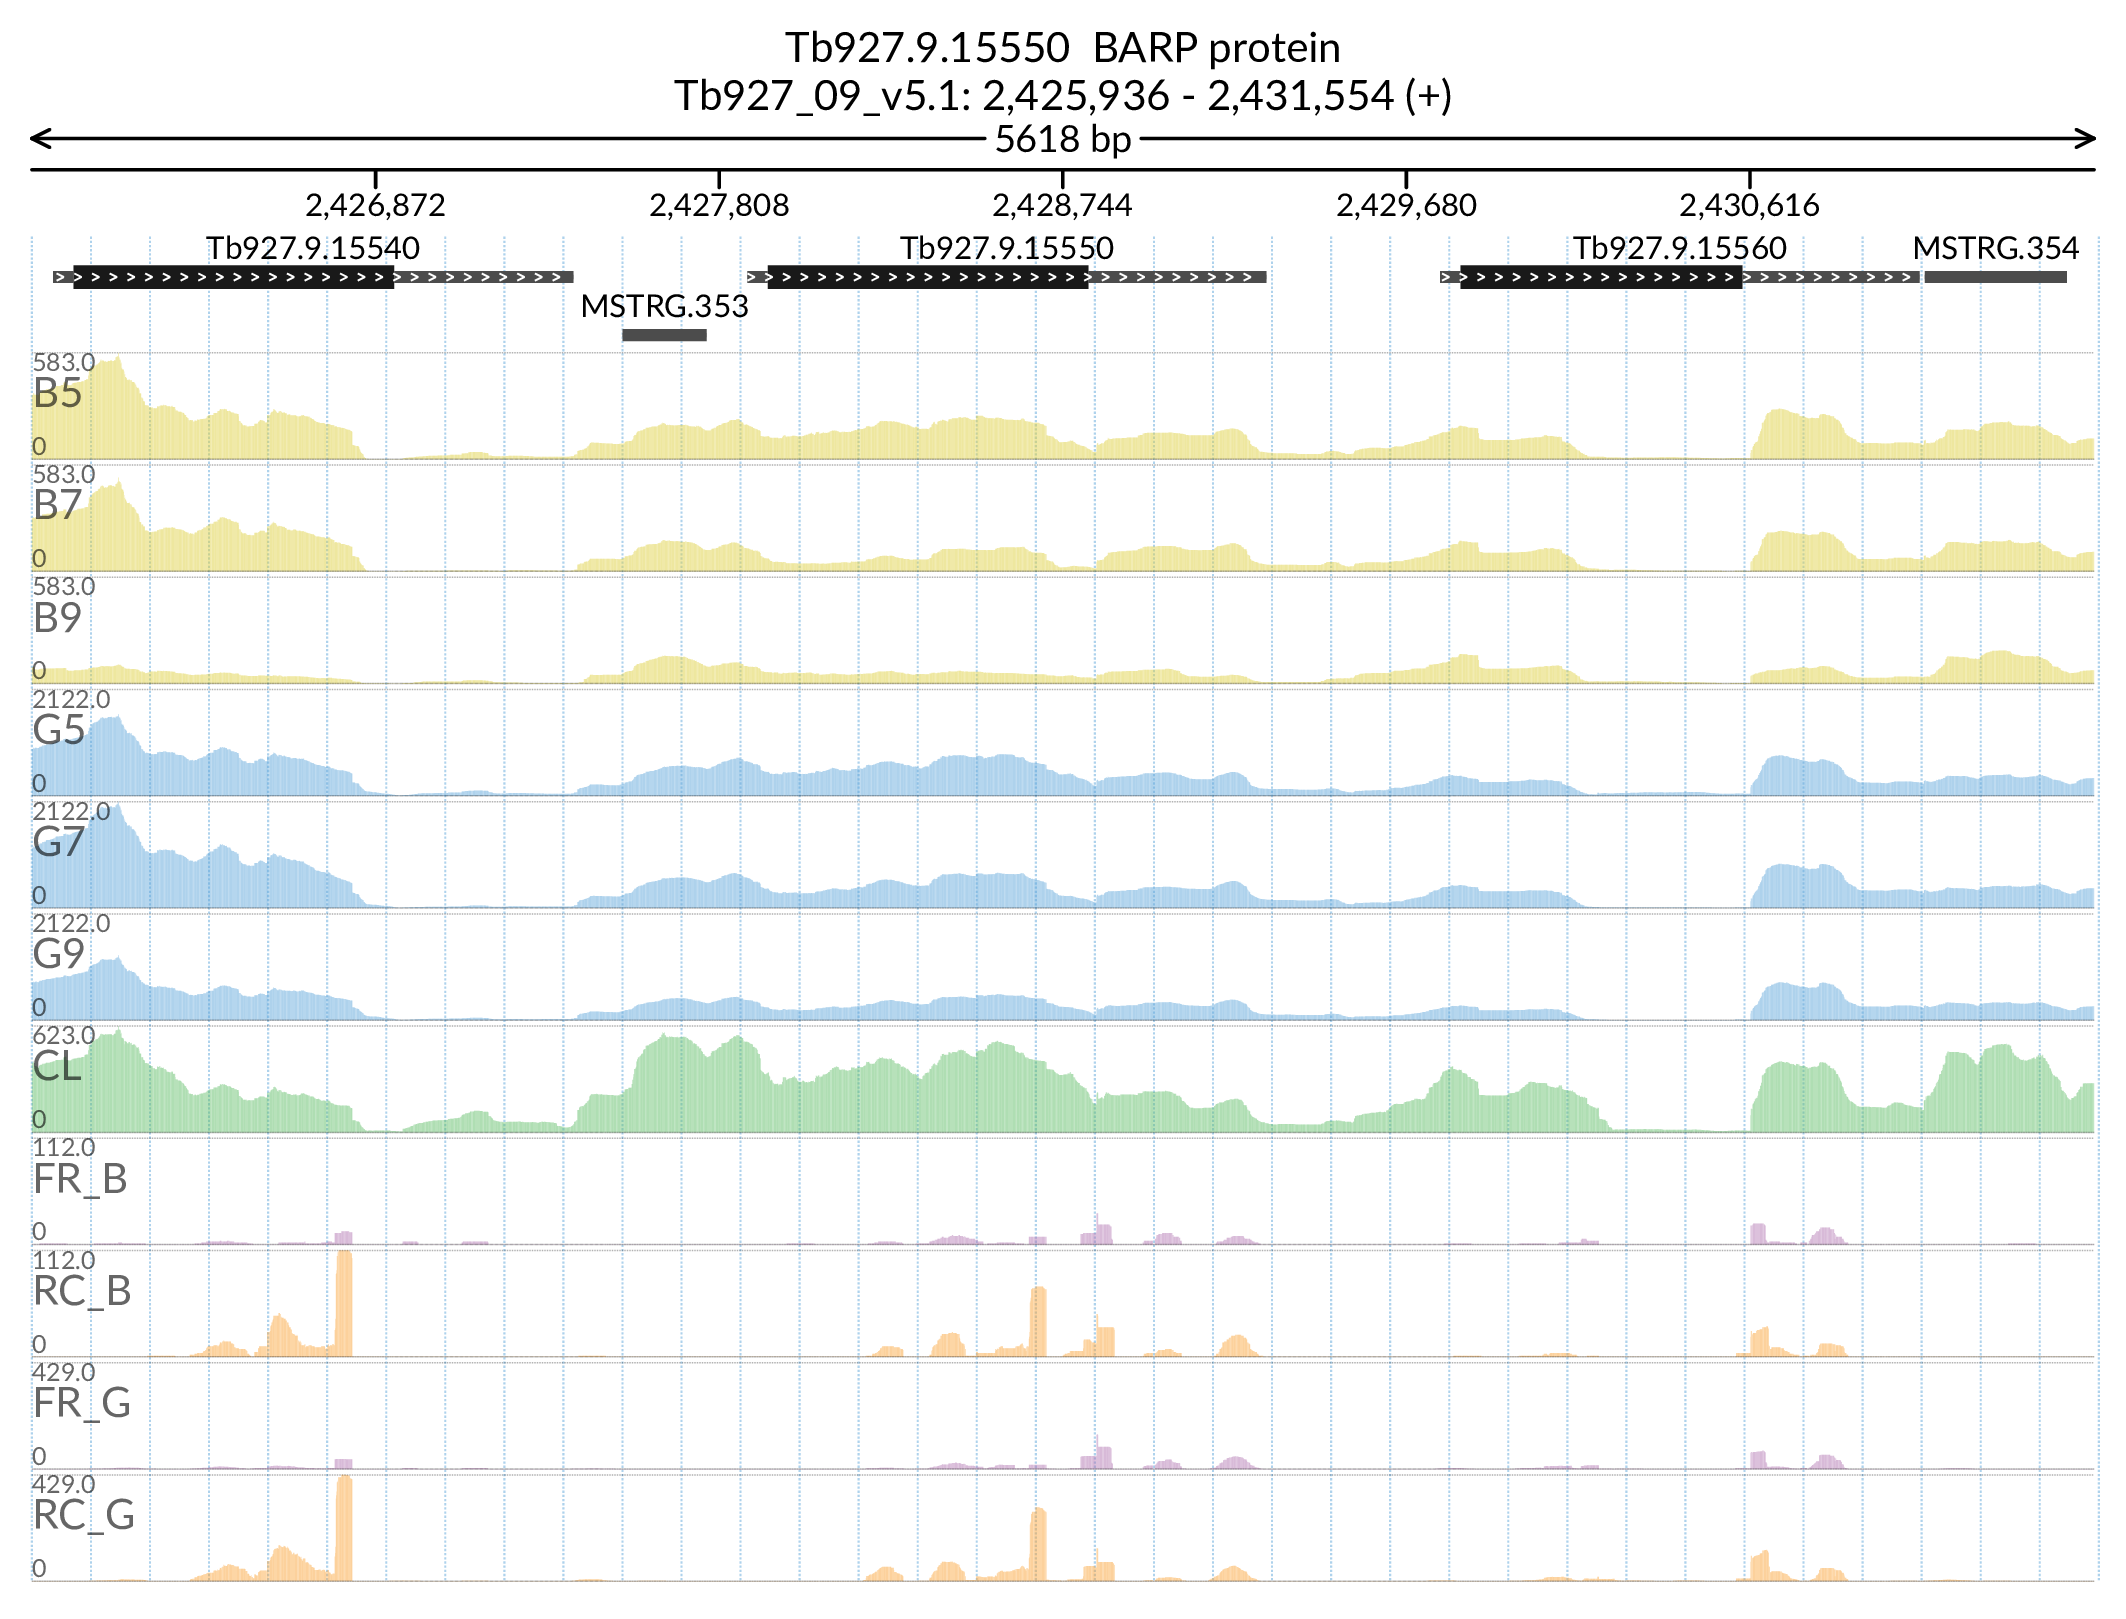 Tb927.9.15550  BARP protein
Tb927_09_v5.1: 2,425,936 - 2,431,554 (+)
5618 bp
2,426,872 2,427,808 2,428,744 2,429,680 2,430,616
Tb927.9.15540 Tb927.9.15550 Tb927.9.15560 MSTRG.354
MSTRG.353
583.0
B5
0
583.0
B7
0
583.0
B9
0
2122.0
G5
0
2122.0
G7
0
2122.0
G9
0
623.0
CL
0
112.0
FR_B
0
112.0
RC_B
0
429.0
FR_G
0
429.0
RC_G
0